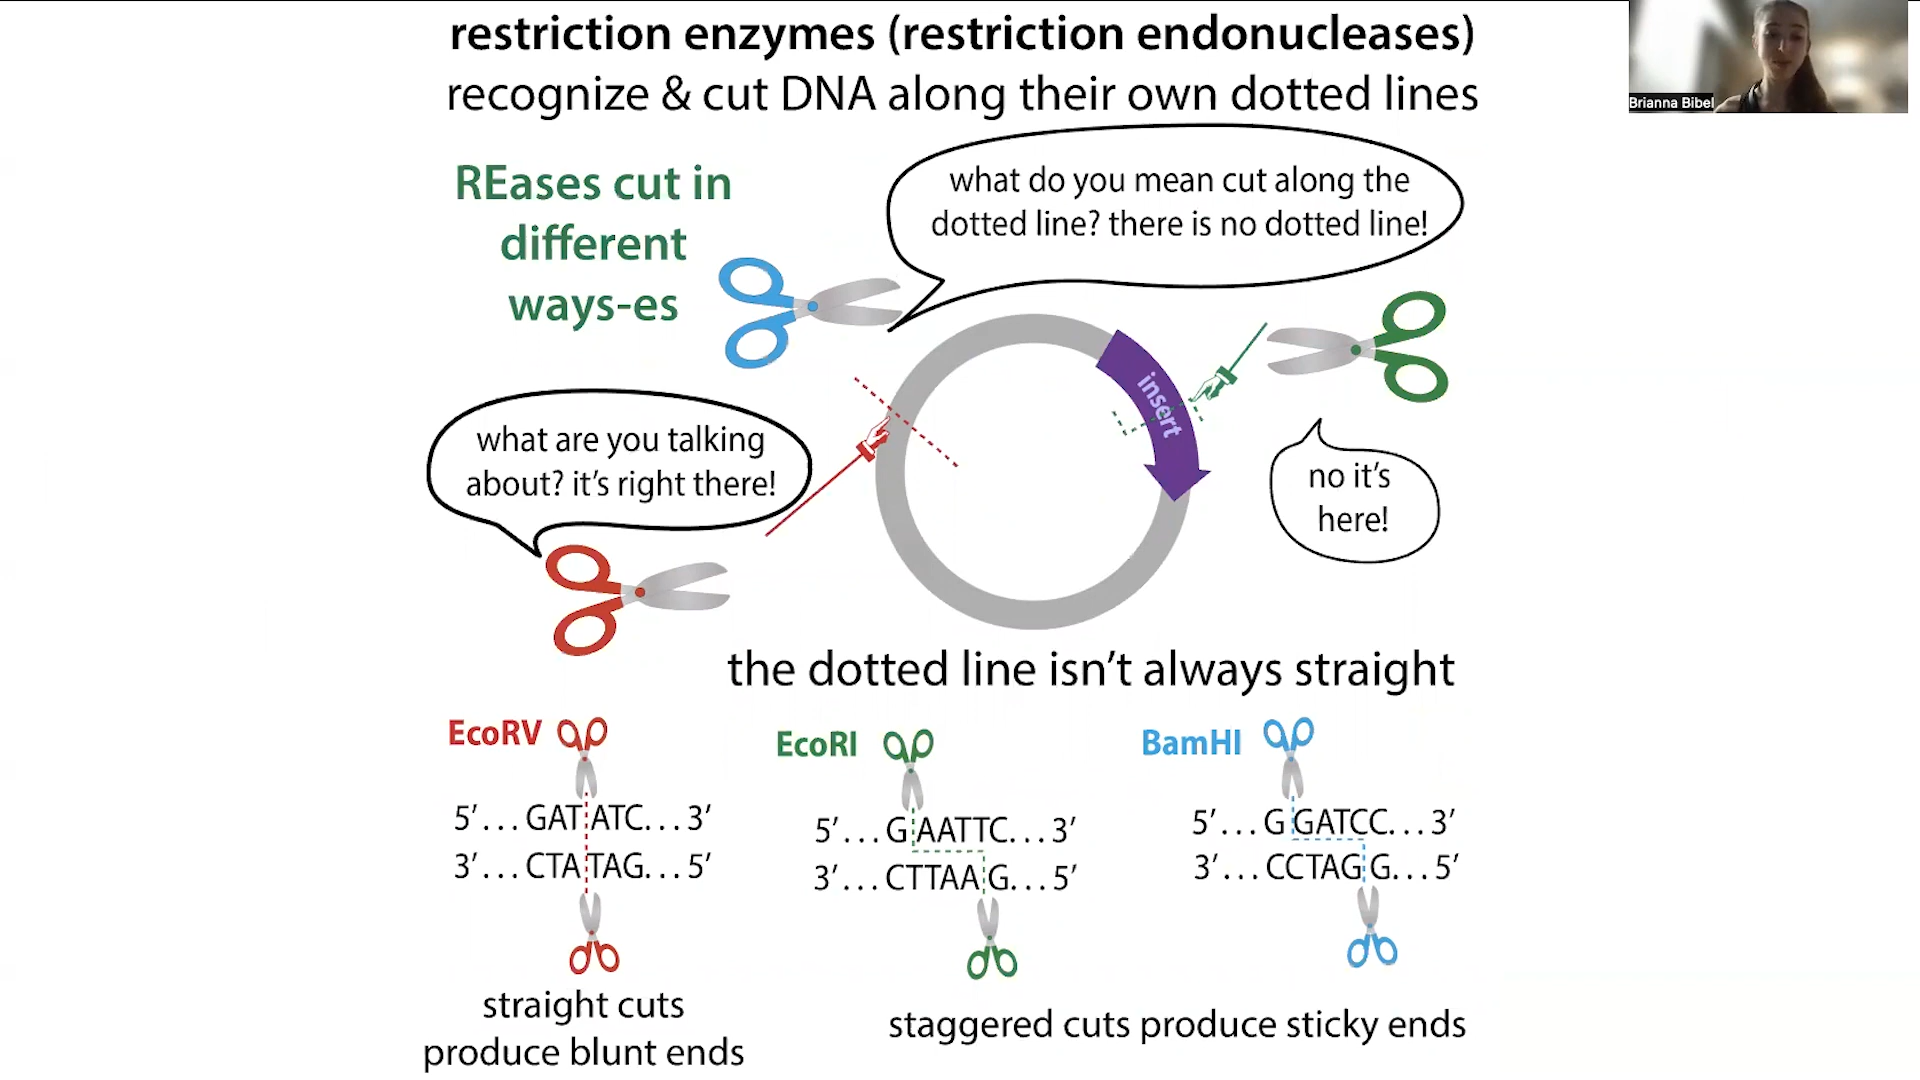 restriction enzymes (restriction endonucleases)
recognize & cut DNA along their own dotted lines
Brianna Bibel
REases cut in
different
ways-es
what do you mean cut along the
dotted line? there is no dotted line!
what are you talking
about? it's right there!
insert
no it's
here!
the dotted line isn't always straight
EcoRV
5’...GAT ATC...3’
3’...CTA TAG...5’
straight cuts
produce blunt ends
EcoRI
5’...G AATTC...3’
3’...CTTAA G...5’
BamHI
5’...G GATCC...3’
3’...CCTAG G...5’
staggered cuts produce sticky ends